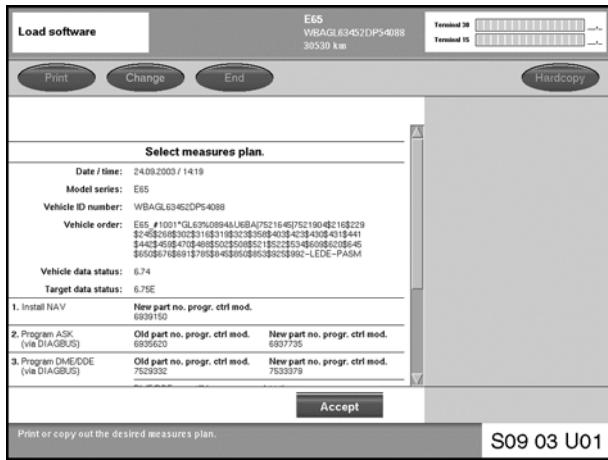 Load software
E65
WBAGL63452DP54088
30530 km
Terminal 30
Terminal 15
Print
Change
End
Hardcopy
Select measures plan.
Date / time: 24.09.2003 / 14:19
Model series: E65
Vehicle ID number: WBAGL63452DP54088
Vehicle order: E65_#1001*GL63%0894&U6BA|7521645|7521904$216$229
$245$268$302$316$319$323$358$403$423$430$431$441
$442$459$470$488$502$508$521$522$534$609$620$645
$650$676$691$785$845$850$853$925$992-LEDE-PASM
Vehicle data status: 6.74
Target data status: 6.75E
1. Install NAV New part no. progr. ctrl mod.
6939150
2. Program ASK Old part no. progr. ctrl mod. New part no. progr. ctrl mod.
(via DIAGBUS) 6935620 6937735
3. Program DME/DDE Old part no. progr. ctrl mod. New part no. progr. ctrl mod.
(via DIAGBUS) 7529332 7533379
Accept
Print or copy out the desired measures plan.
S09 03 U01